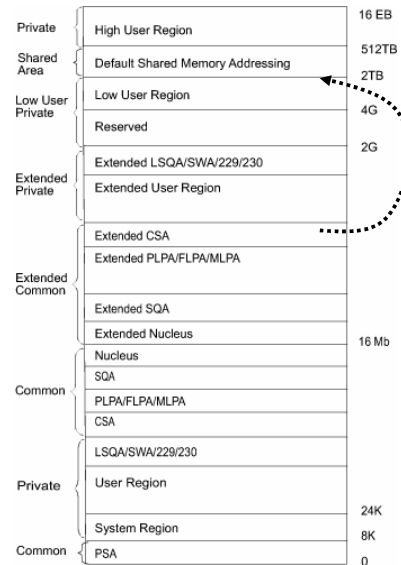 16 EB
Private
High User Region
512TB
Shared
Area
Default Shared Memory Addressing
2TB
Low User
Private
Low User Region
4G
Reserved
2G
Extended
Private
Extended LSQA/SWA/229/230
Extended User Region
Extended
Common
Extended CSA
Extended PLPA/FLPA/MLPA
Extended SQA
Extended Nucleus
16 Mb
Common
Nucleus
SQA
PLPA/FLPA/MLPA
CSA
Private
LSQA/SWA/229/230
User Region
24K
System Region
8K
Common
PSA
0